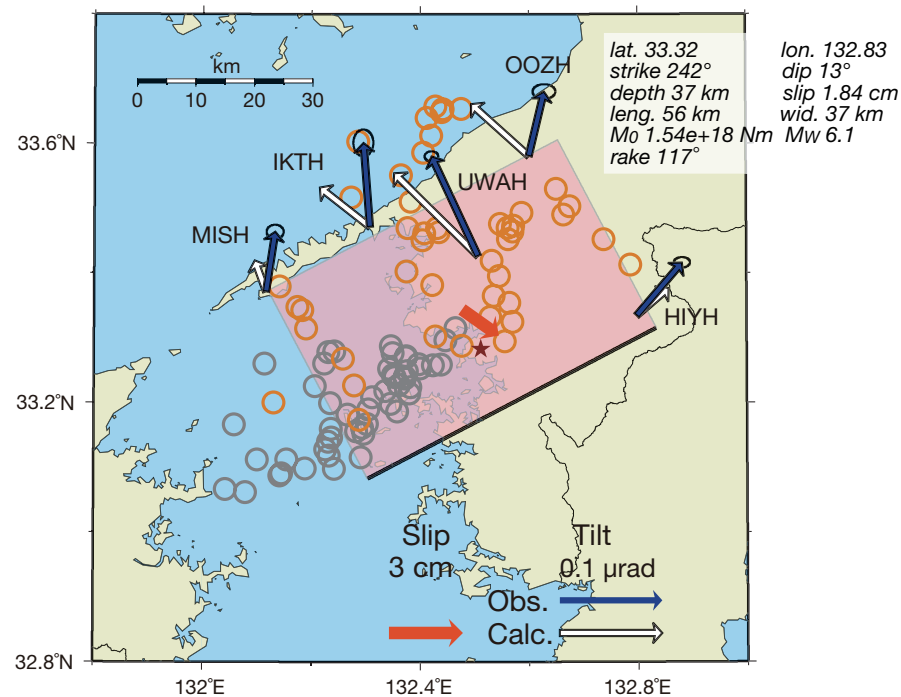 lat. 33.32 lon. 132.83
strike 242° dip 13°
depth 37 km slip 1.84 cm
leng. 56 km wid. 37 km
M0 1.54e+18 Nm Mw 6.1
rake 117°
km
0 10 20 30
OOZH
IKTH
UWAH
MISH
HIYH
33.6°N
33.2°N
32.8°N
Slip Tilt
3 cm 0.1 μrad
Obs.
Calc.
132°E 132.4°E 132.8°E